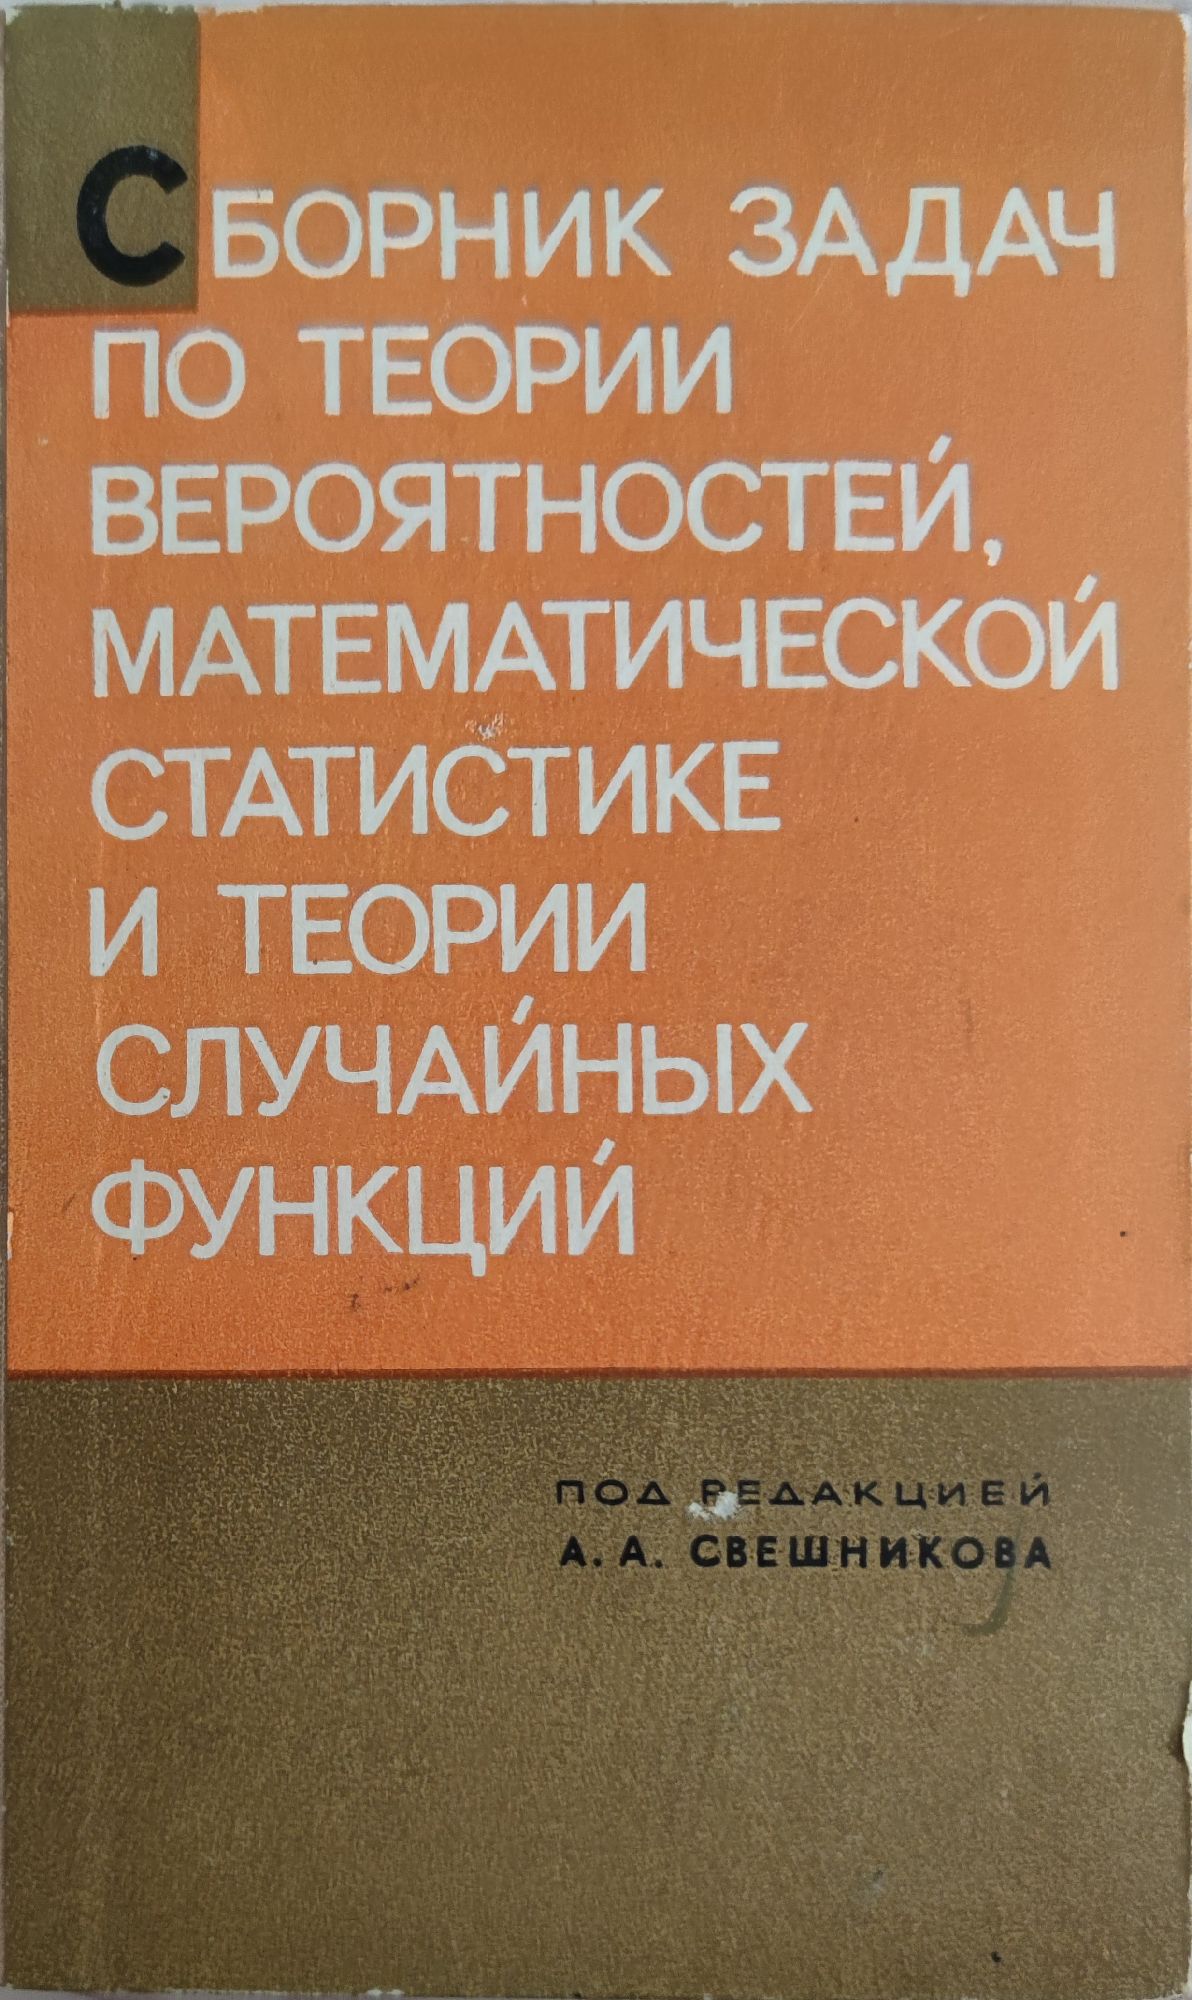 СБОРНИК ЗАДАЧ
ПО ТЕОРИИ
ВЕРОЯТНОСТЕЙ,
МАТЕМАТИЧЕСКОЙ
СТАТИСТИКЕ
И ТЕОРИИ
СЛУЧАЙНЫХ
ФУНКЦИЙ
ПОД РЕДАКЦИЕЙ
А. А. СВЕШНИКОВА